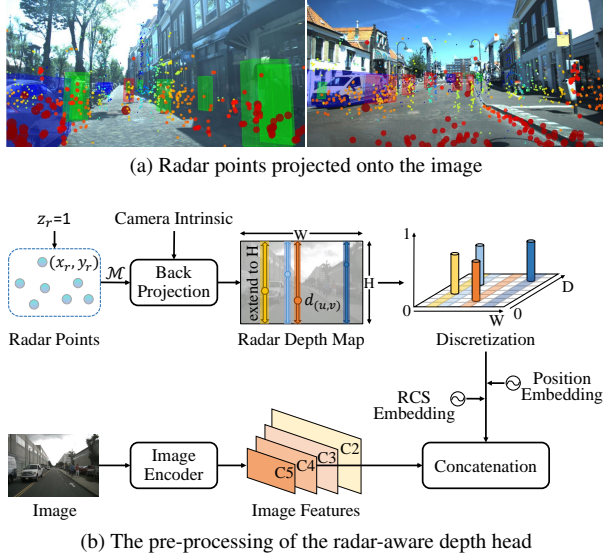 (a) Radar points projected onto the image
z_r=1
Camera Intrinsic
(x_r, y_r)
ℳ
Back
Projection
W
extend to H
d_(u,v)
H
1
0
W
0
D
Radar Points
Radar Depth Map
Discretization
RCS
Embedding
Position
Embedding
Image
Encoder
C5
C4
C3
C2
Concatenation
Image
Image Features
(b) The pre-processing of the radar-aware depth head